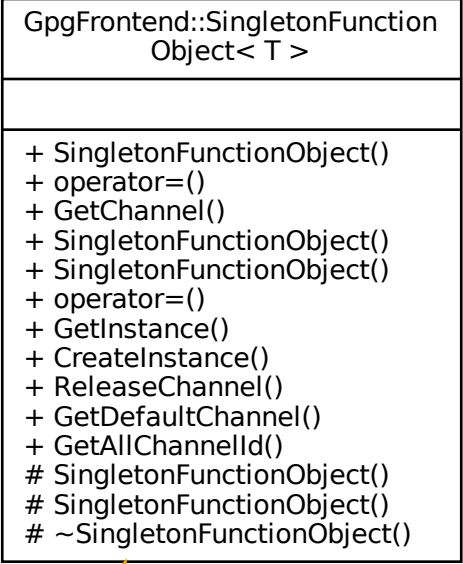 GpgFrontend::SingletonFunction
Object< T >
+ SingletonFunctionObject()
+ operator=()
+ GetChannel()
+ SingletonFunctionObject()
+ SingletonFunctionObject()
+ operator=()
+ GetInstance()
+ CreateInstance()
+ ReleaseChannel()
+ GetDefaultChannel()
+ GetAllChannelId()
# SingletonFunctionObject()
# SingletonFunctionObject()
# ~SingletonFunctionObject()